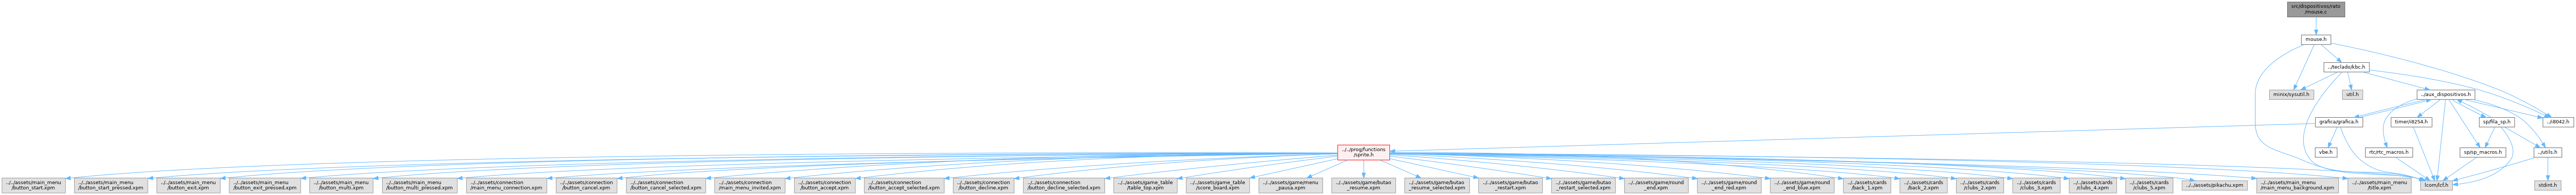 src/dispositivos/rato
/mouse.c
mouse.h
../teclado/kbc.h
minix/sysutil.h
util.h
../aux_dispositivos.h
grafica/grafica.h
timer/i8254.h
sp/fila_sp.h
../i8042.h
../../prog/functions
/sprite.h
vbe.h
rtc/rtc_macros.h
sp/sp_macros.h
../utils.h
../../assets/main_menu
/button_start.xpm
../../assets/main_menu
/button_start_pressed.xpm
../../assets/main_menu
/button_exit.xpm
../../assets/main_menu
/button_exit_pressed.xpm
../../assets/main_menu
/button_multi.xpm
../../assets/main_menu
/button_multi_pressed.xpm
../../assets/connection
/main_menu_connection.xpm
../../assets/connection
/button_cancel.xpm
../../assets/connection
/button_cancel_selected.xpm
../../assets/connection
/main_menu_invited.xpm
../../assets/connection
/button_accept.xpm
../../assets/connection
/button_accept_selected.xpm
../../assets/connection
/button_decline.xpm
../../assets/connection
/button_decline_selected.xpm
../../assets/game_table
/table_top.xpm
../../assets/game_table
/score_board.xpm
../../assets/game/menu
_pausa.xpm
../../assets/game/butao
_resume.xpm
../../assets/game/butao
_resume_selected.xpm
../../assets/game/butao
_restart.xpm
../../assets/game/butao
_restart_selected.xpm
../../assets/game/round
_end.xpm
../../assets/game/round
_end_red.xpm
../../assets/game/round
_end_blue.xpm
../../assets/cards
/back_1.xpm
../../assets/cards
/back_2.xpm
../../assets/cards
/clubs_2.xpm
../../assets/cards
/clubs_3.xpm
../../assets/cards
/clubs_4.xpm
../../assets/cards
/clubs_5.xpm
../../assets/pikachu.xpm
../../assets/main_menu
/main_menu_background.xpm
../../assets/main_menu
/title.xpm
lcom/lcf.h
stdint.h